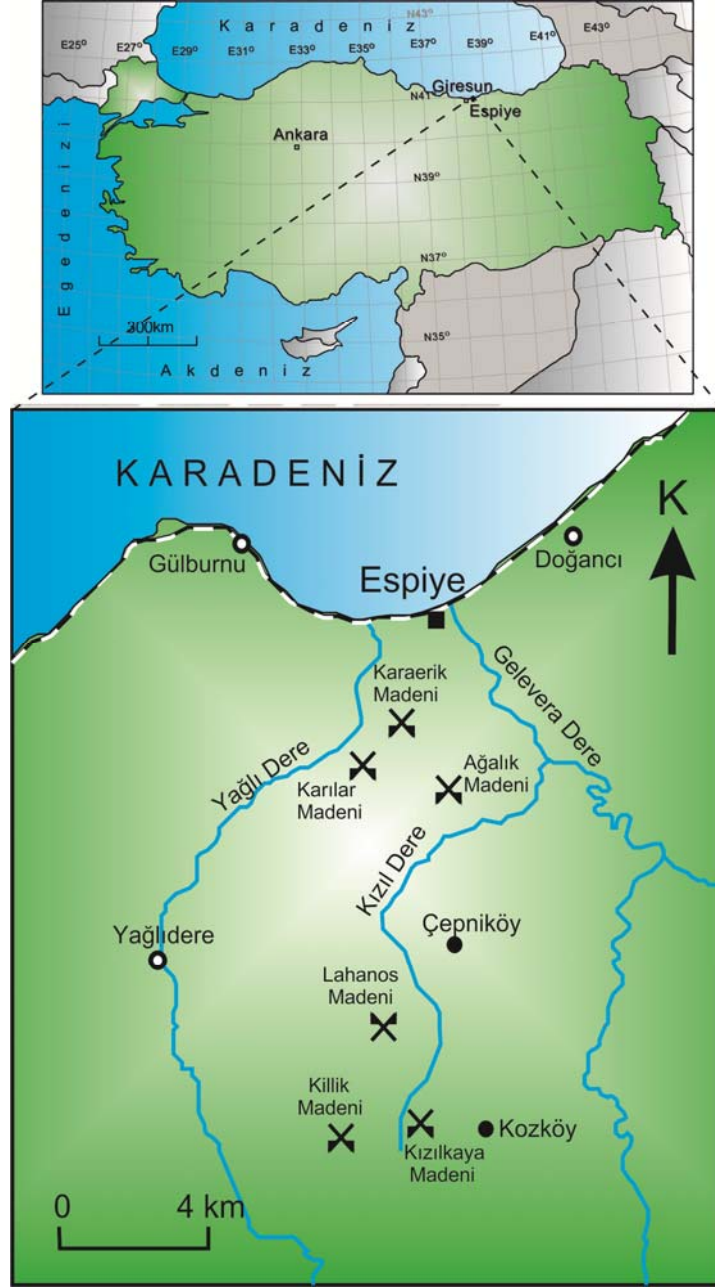 N43°
Karadeniz
E25° E27° E29° E31° E33° E35° E37° E39° E41° E43°
Giresun
N41°
Espiye
Ankara
N39°
Egedenizi
N37°
300km
N35°
Akdeniz
KARADENİZ
K
Gülburnu
Doğancı
Espiye
Gelevera Dere
Karaerik
Madeni
Yağlı Dere
Karılar
Madeni
Ağalık
Madeni
Kızıl Dere
Çepniköy
Yağlıdere
Lahanos
Madeni
Killik
Madeni
Kozköy
Kızılkaya
Madeni
0 4 km